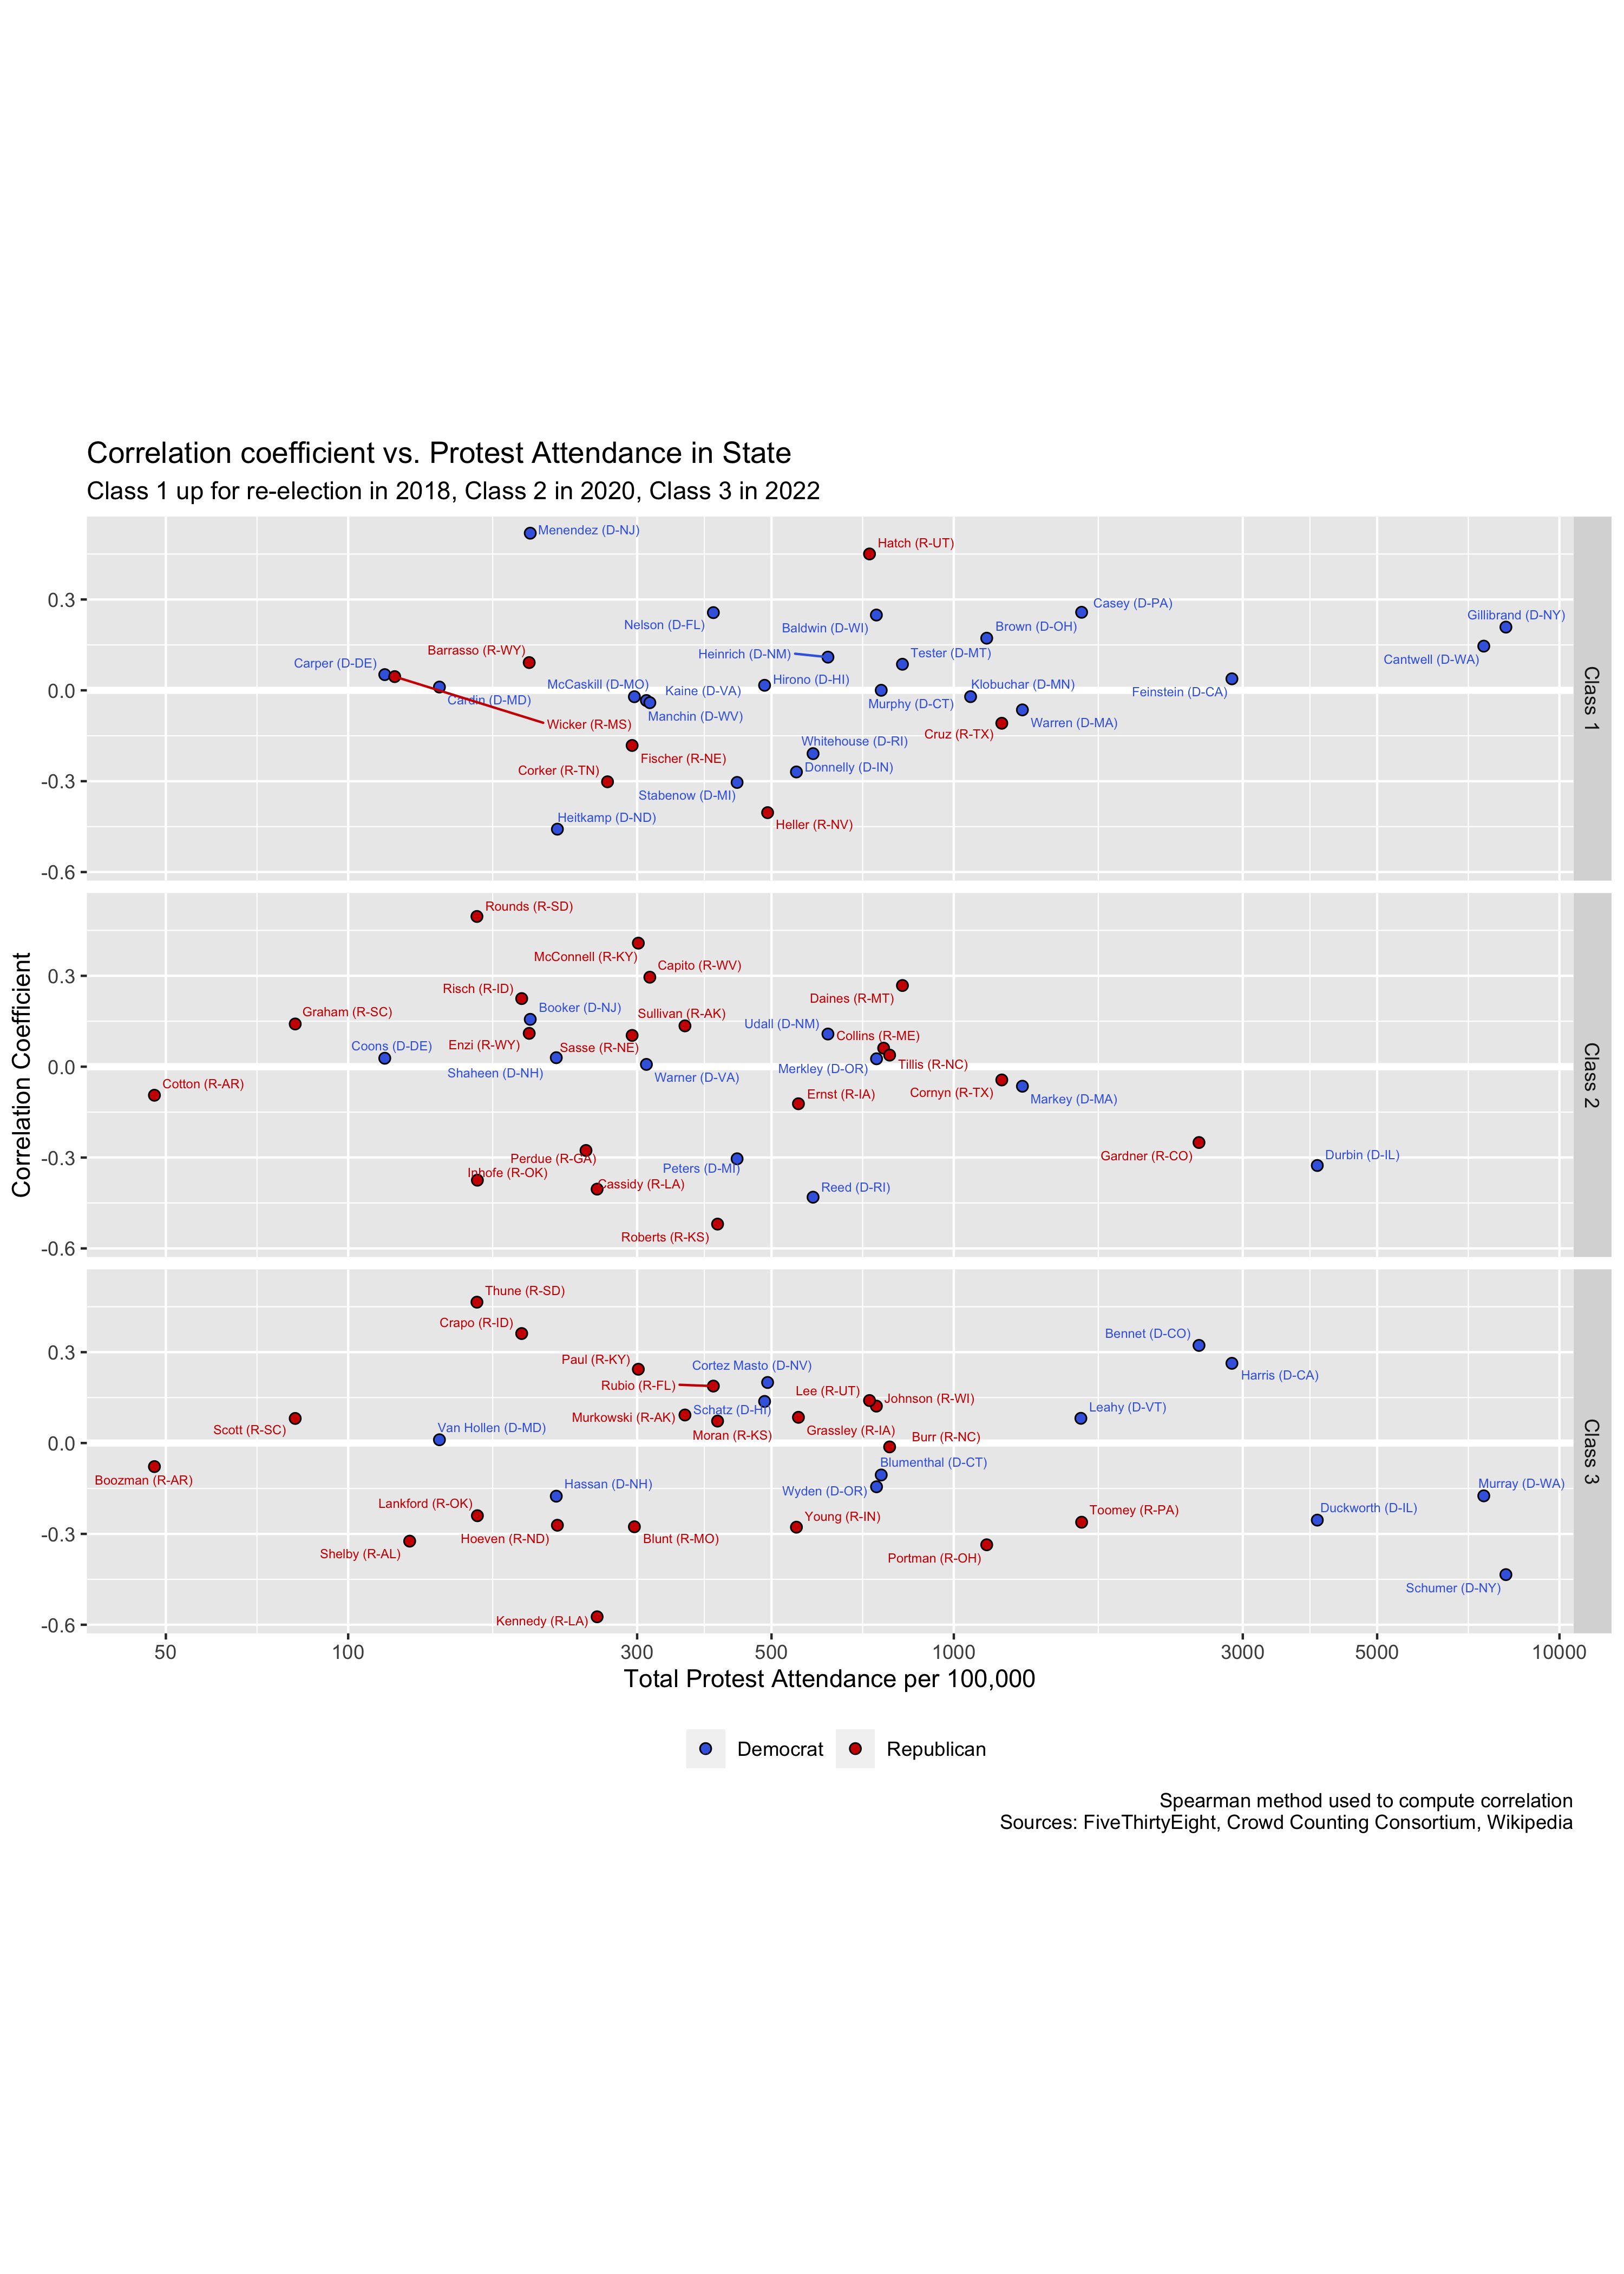 Correlation coefficient vs. Protest Attendance in State
Class 1 up for re-election in 2018, Class 2 in 2020, Class 3 in 2022
Menendez (D-NJ)
Hatch (R-UT)
0.3
Casey (D-PA)
Gillibrand (D-NY)
Nelson (D-FL)
Baldwin (D-WI)
Brown (D-OH)
Barrasso (R-WY)
Heinrich (D-NM)
Tester (D-MT)
Cantwell (D-WA)
Carper (D-DE)
Hirono (D-HI)
McCaskill (D-MO)
Kaine (D-VA)
Klobuchar (D-MN)
Feinstein (D-CA)
0.0
Cardin (D-MD)
Murphy (D-CT)
Manchin (D-WV)
Wicker (R-MS)
Warren (D-MA)
Cruz (R-TX)
Whitehouse (D-RI)
Fischer (R-NE)
Corker (R-TN)
Donnelly (D-IN)
-0.3
Stabenow (D-MI)
Heitkamp (D-ND)
Heller (R-NV)
-0.6
Class 1
Rounds (R-SD)
McConnell (R-KY)
Capito (R-WV)
0.3
Risch (R-ID)
Daines (R-MT)
Graham (R-SC)
Booker (D-NJ)
Sullivan (R-AK)
Udall (D-NM)
Collins (R-ME)
Coons (D-DE)
Enzi (R-WY)
Sasse (R-NE)
0.0
Shaheen (D-NH)
Warner (D-VA)
Merkley (D-OR)
Tillis (R-NC)
Cotton (R-AR)
Ernst (R-IA)
Cornyn (R-TX)
Markey (D-MA)
-0.3
Perdue (R-GA)
Inhofe (R-OK)
Peters (D-MI)
Gardner (R-CO)
Durbin (D-IL)
Cassidy (R-LA)
Reed (D-RI)
Roberts (R-KS)
-0.6
Class 2
Correlation Coefficient
Thune (R-SD)
Crapo (R-ID)
Bennet (D-CO)
0.3
Paul (R-KY)
Cortez Masto (D-NV)
Harris (D-CA)
Rubio (R-FL)
Lee (R-UT)
Johnson (R-WI)
Schatz (D-HI)
Leahy (D-VT)
Murkowski (R-AK)
Scott (R-SC)
Van Hollen (D-MD)
Moran (R-KS)
Grassley (R-IA)
Burr (R-NC)
0.0
Blumenthal (D-CT)
Boozman (R-AR)
Hassan (D-NH)
Wyden (D-OR)
Murray (D-WA)
Lankford (R-OK)
Young (R-IN)
Toomey (R-PA)
Duckworth (D-IL)
-0.3
Hoeven (R-ND)
Blunt (R-MO)
Shelby (R-AL)
Portman (R-OH)
Schumer (D-NY)
Kennedy (R-LA)
-0.6
Class 3
50 100 300 500 1000 3000 5000 10000
Total Protest Attendance per 100,000
Democrat Republican
Spearman method used to compute correlation
Sources: FiveThirtyEight, Crowd Counting Consortium, Wikipedia